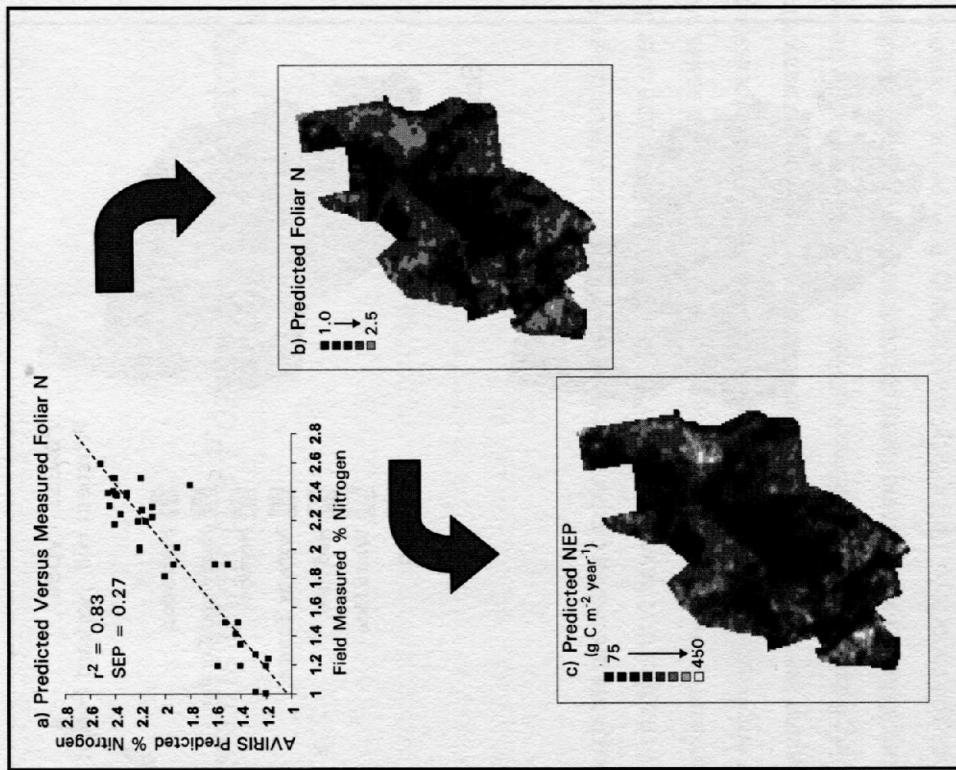 a) Predicted Versus Measured Foliar N
r² = 0.83
SEP = 0.27
AVIRIS Predicted % Nitrogen
2.8
2.6
2.4
2.2
2
1.8
1.6
1.4
1.2
1
1 1.2 1.4 1.6 1.8 2 2.2 2.4 2.6 2.8
Field Measured % Nitrogen
b) Predicted Foliar N
1.0
2.5
c) Predicted NEP
(g C m⁻² year⁻¹)
75
450